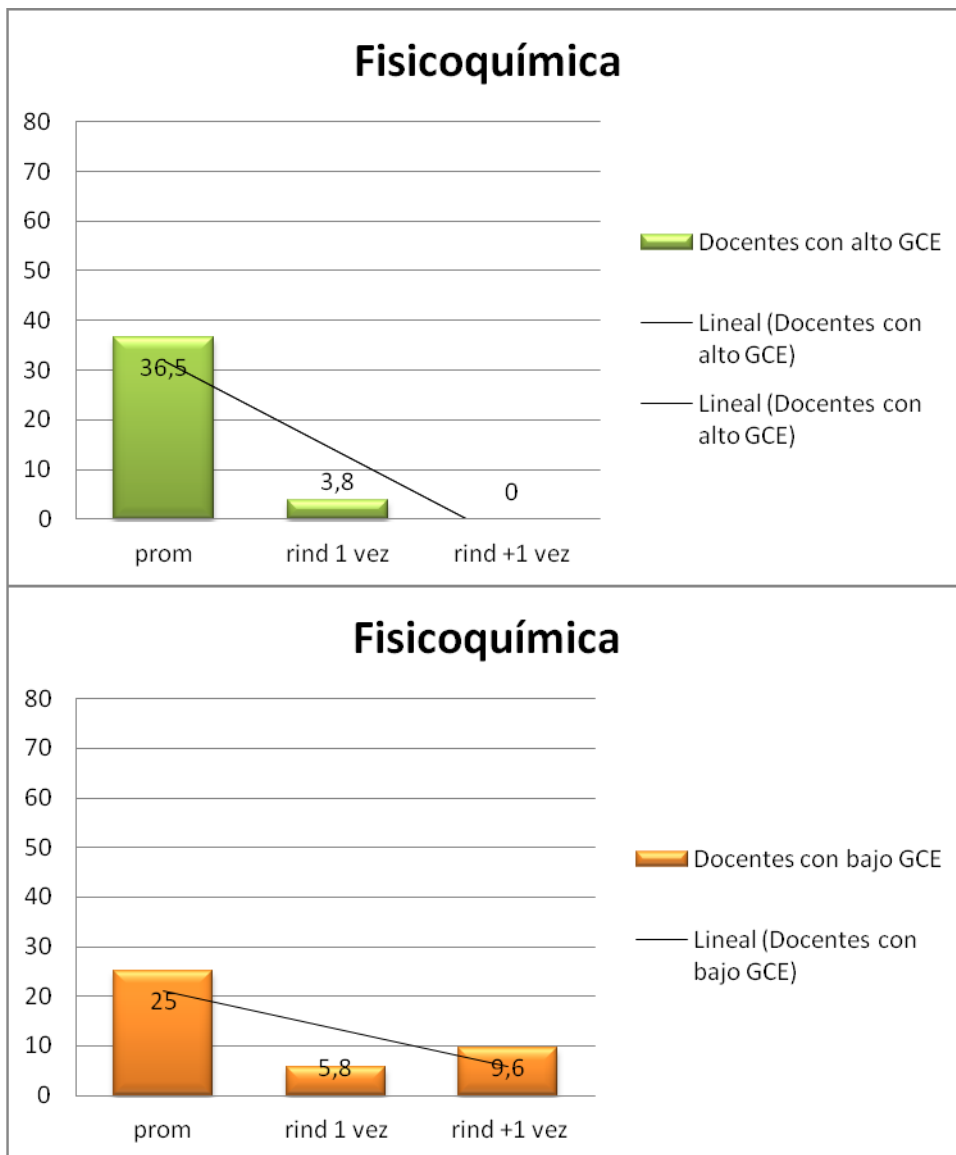 Fisicoquímica
80
70
60
50
40
30
20
10
0
36,5
3,8
0
prom
rind 1 vez
rind +1 vez
Docentes con alto GCE
Lineal (Docentes con
alto GCE)
Lineal (Docentes con
alto GCE)
Fisicoquímica
80
70
60
50
40
30
20
10
0
25
5,8
9,6
prom
rind 1 vez
rind +1 vez
Docentes con bajo GCE
Lineal (Docentes con
bajo GCE)